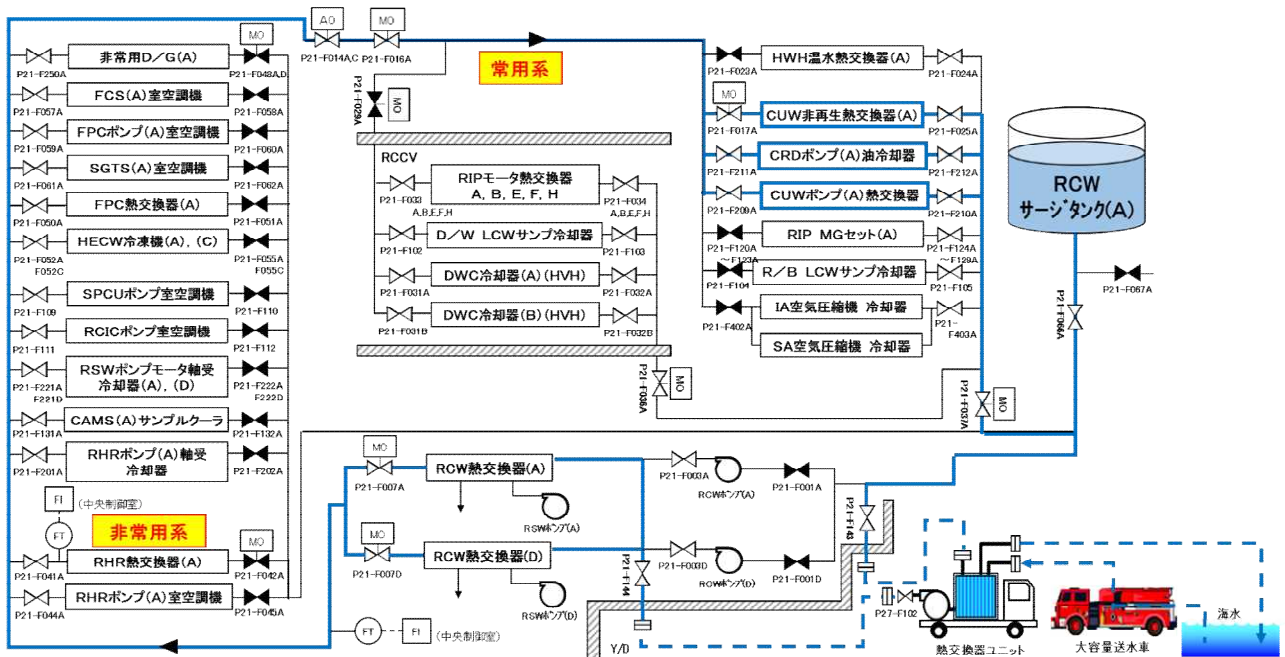 AO
MO
P21-F014A,C
P21-F016A
常用系
非常用D/G(A)
MO
P21-F250A
P21-F048A,D
FCS(A)室空調機
P21-F057A
P21-F058A
FPCポンプ(A)室空調機
P21-F059A
P21-F060A
SGTS(A)室空調機
P21-F061A
P21-F062A
FPC熱交換器(A)
P21-F050A
P21-F051A
HECW冷凍機(A), (C)
P21-F052A
F052C
P21-F055A
F055C
SPCUポンプ室空調機
P21-F109
P21-F110
RCICポンプ室空調機
P21-F111
P21-F112
RSWポンプモータ軸受
冷却器(A), (D)
P21-F221A
F221D
P21-F222A
F222D
CAMS(A)サンプルクーラ
P21-F131A
P21-F132A
RHRポンプ(A)軸受
冷却器
P21-F201A
P21-F202A
FI
(中央制御室)
FT
非常用系
MO
RHR熱交換器(A)
P21-F041A
P21-F042A
RHRポンプ(A)室空調機
P21-F044A
P21-F045A
FT
FI
(中央制御室)
P21-F029A
MO
RCCV
RIPモータ熱交換器
A, B, E, F, H
P21-F033
A,B,E,F,H
P21-F034
A,B,E,F,H
D/W LCWサンプ冷却器
P21-F102
P21-F103
DWC冷却器(A)(HVH)
P21-F031A
P21-F032A
DWC冷却器(B)(HVH)
P21-F031B
P21-F032B
P21-F036A
MO
HWH温水熱交換器(A)
P21-F023A
P21-F024A
MO
CUW非再生熱交換器(A)
P21-F017A
P21-F025A
CRDポンプ(A)油冷却器
P21-F211A
P21-F212A
CUWポンプ(A)熱交換器
P21-F209A
P21-F210A
RIP MGセット(A)
P21-F120A
~F123A
P21-F124A
~F129A
R/B LCWサンプ冷却器
P21-F104
P21-F105
IA空気圧縮機 冷却器
P21-F402A
P21-
F403A
SA空気圧縮機 冷却器
P21-F037A
MO
RCW
サージタンク(A)
P21-F067A
P21-F066A
MO
RCW熱交換器(A)
P21-F007A
RSWポンプ(A)
P21-F003A
RCWポンプ(A)
P21-F001A
MO
RCW熱交換器(D)
P21-F007D
RSWポンプ(D)
P21-F003D
RCWポンプ(D)
P21-F001D
P21-F144
P21-F143
Y/D
P27-F102
熱交換器ユニット
大容量送水車
海水